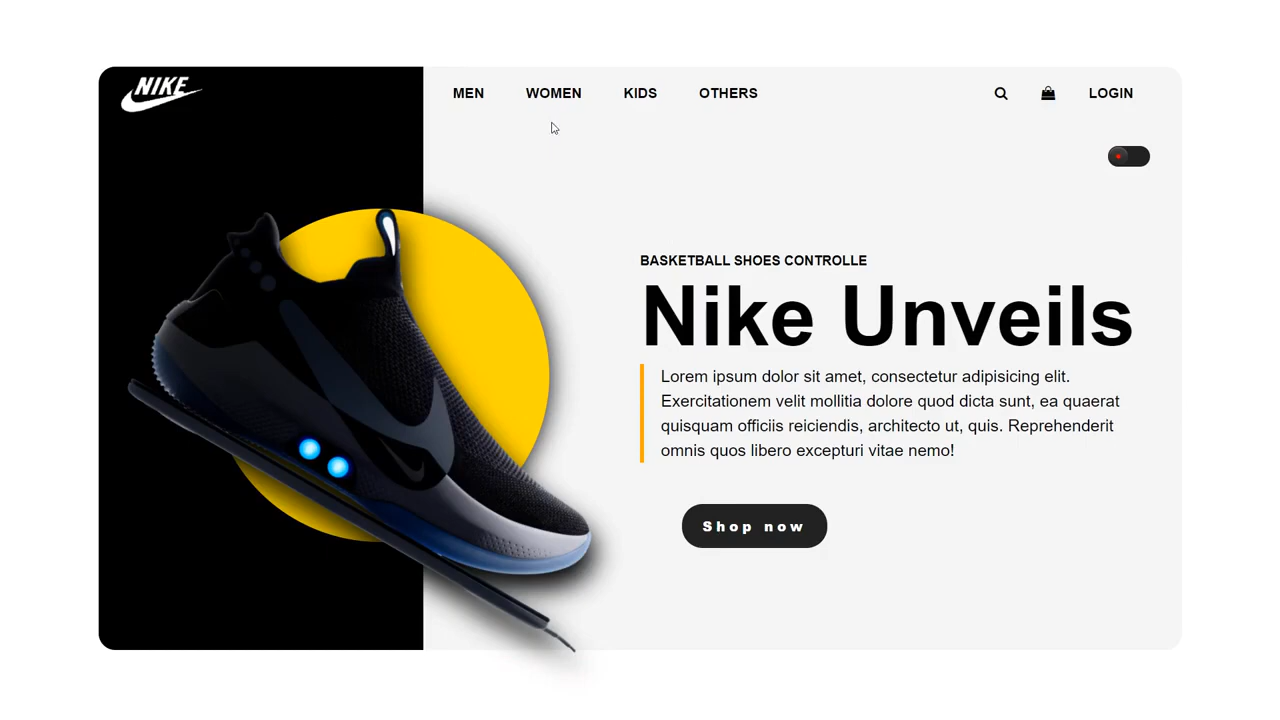 NIKE
MEN WOMEN KIDS OTHERS LOGIN
BASKETBALL SHOES CONTROLLE
Nike Unveils
Lorem ipsum dolor sit amet, consectetur adipisicing elit.
Exercitationem velit mollitia dolore quod dicta sunt, ea quaerat
quisquam officiis reiciendis, architecto ut, quis. Reprehenderit
omnis quos libero excepturi vitae nemo!
Shop now